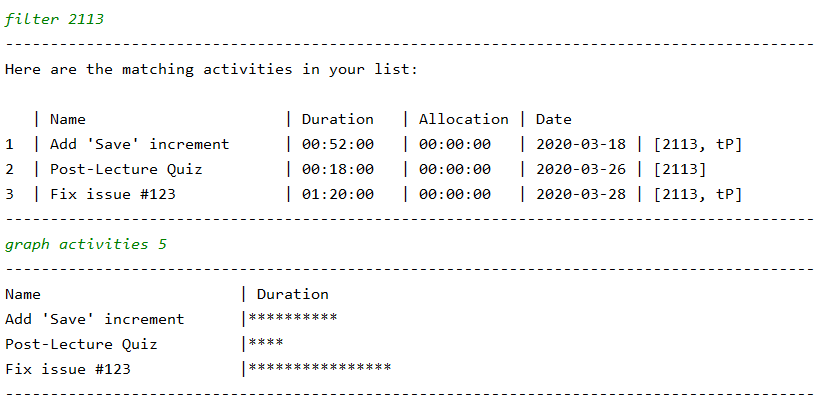 filter 2113
------------------------------------------------------------------------------------------
Here are the matching activities in your list:
   | Name                      | Duration   | Allocation | Date
1  | Add 'Save' increment      | 00:52:00   | 00:00:00   | 2020-03-18 | [2113, tP]
2  | Post-Lecture Quiz         | 00:18:00   | 00:00:00   | 2020-03-26 | [2113]
3  | Fix issue #123            | 01:20:00   | 00:00:00   | 2020-03-28 | [2113, tP]
------------------------------------------------------------------------------------------
graph activities 5
------------------------------------------------------------------------------------------
Name                      | Duration
Add 'Save' increment      |**********
Post-Lecture Quiz         |****
Fix issue #123            |****************
------------------------------------------------------------------------------------------